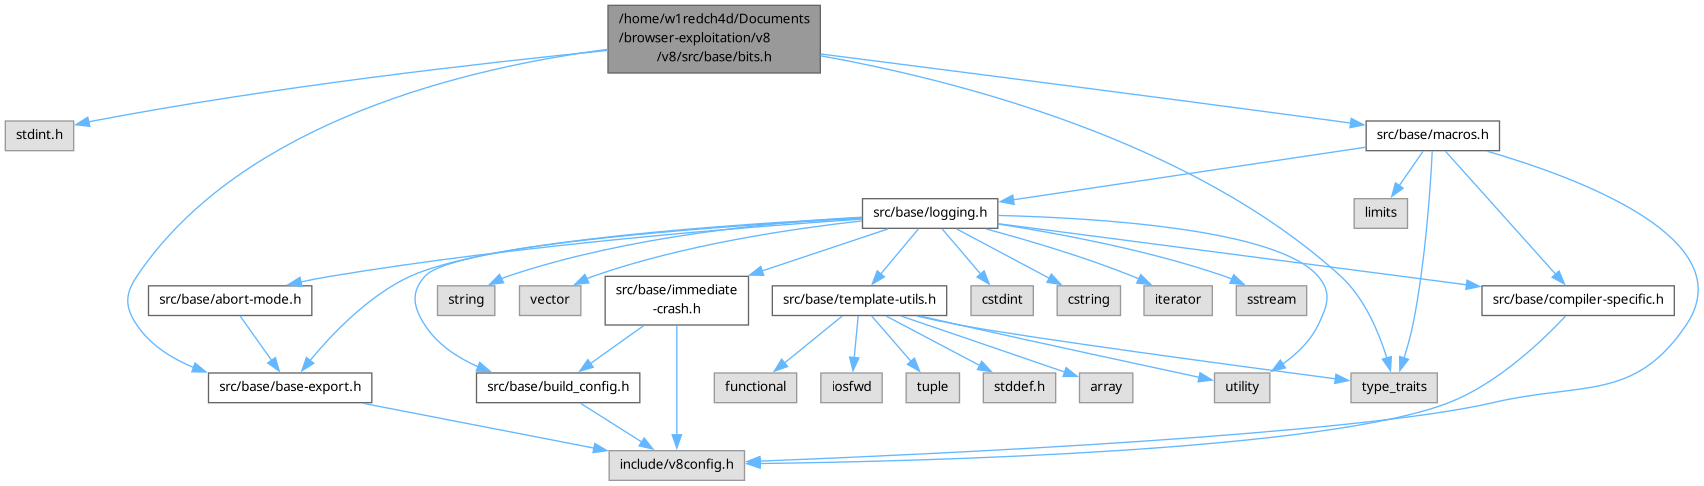 /home/w1redch4d/Documents
/browser-exploitation/v8
/v8/src/base/bits.h
stdint.h
src/base/macros.h
src/base/logging.h
limits
src/base/abort-mode.h
string
vector
src/base/immediate
-crash.h
src/base/template-utils.h
cstdint
cstring
iterator
sstream
src/base/compiler-specific.h
src/base/base-export.h
src/base/build_config.h
functional
iosfwd
tuple
stddef.h
array
utility
type_traits
include/v8config.h